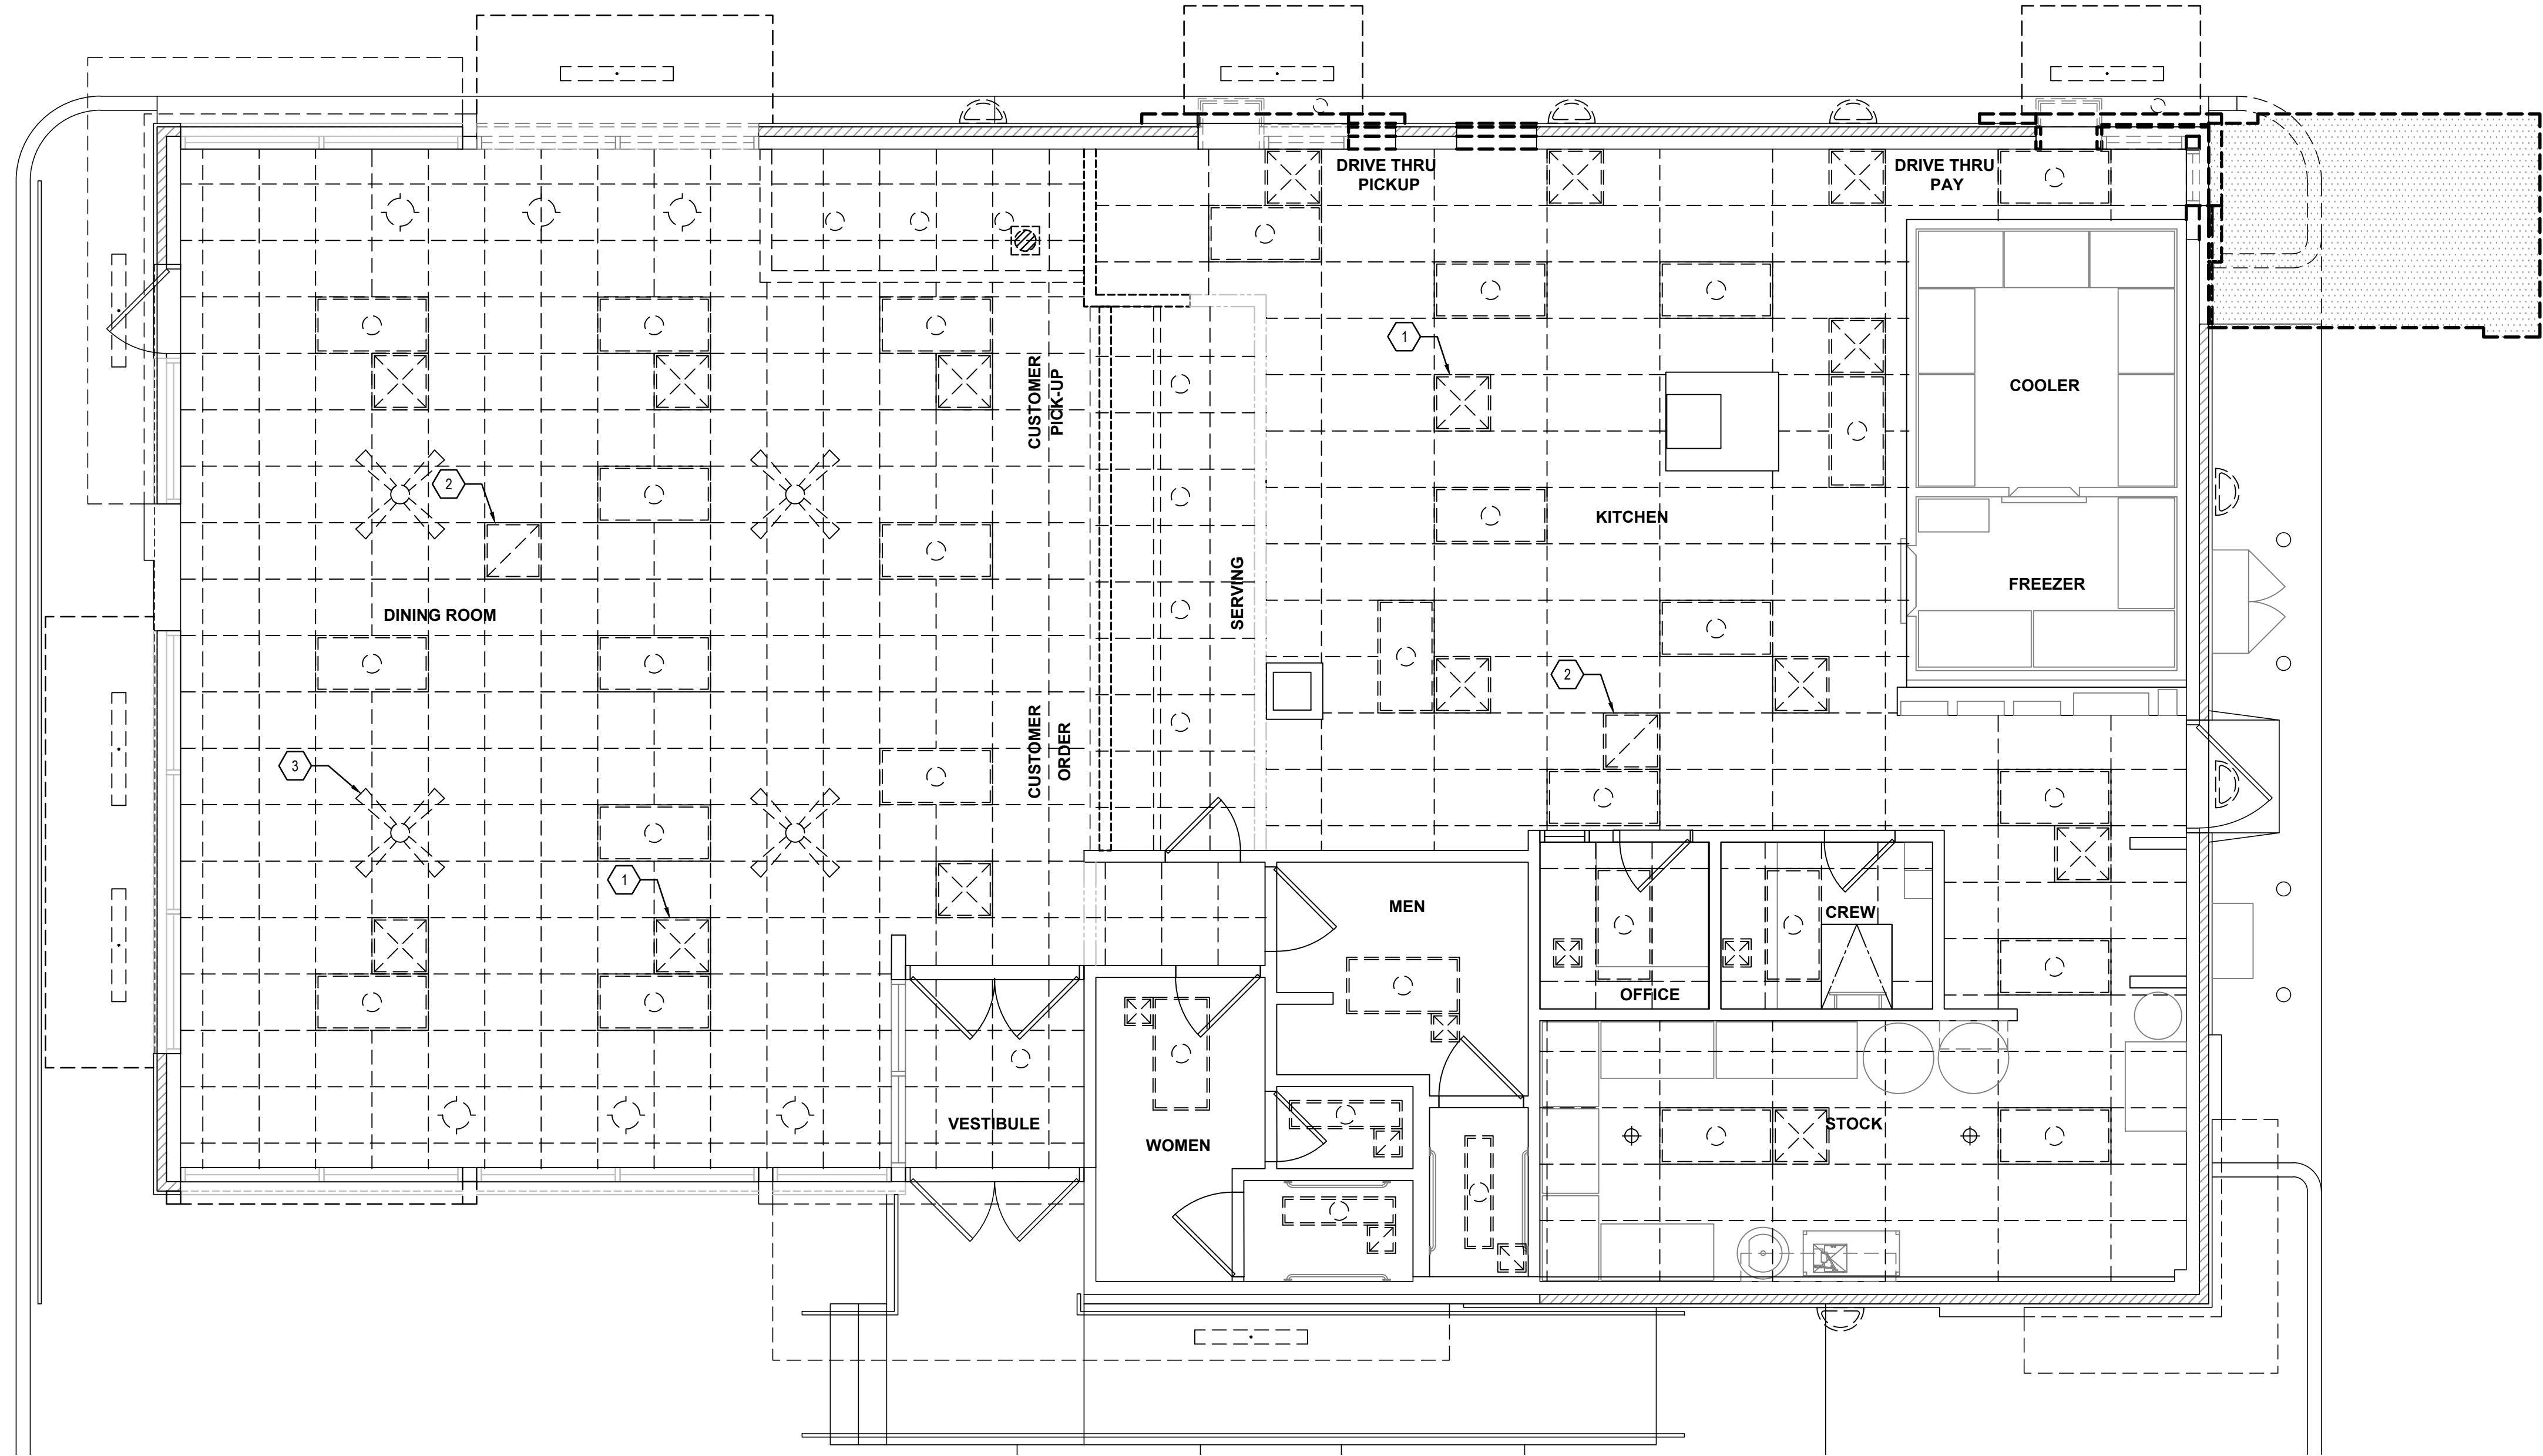 DRIVE THRU
PICKUP
DRIVE THRU
PAY
1
CUSTOMER
PICK-UP
COOLER
2
KITCHEN
SERVING
FREEZER
DINING ROOM
2
CUSTOMER
ORDER
3
1
MEN
CREW
OFFICE
VESTIBULE
WOMEN
STOCK